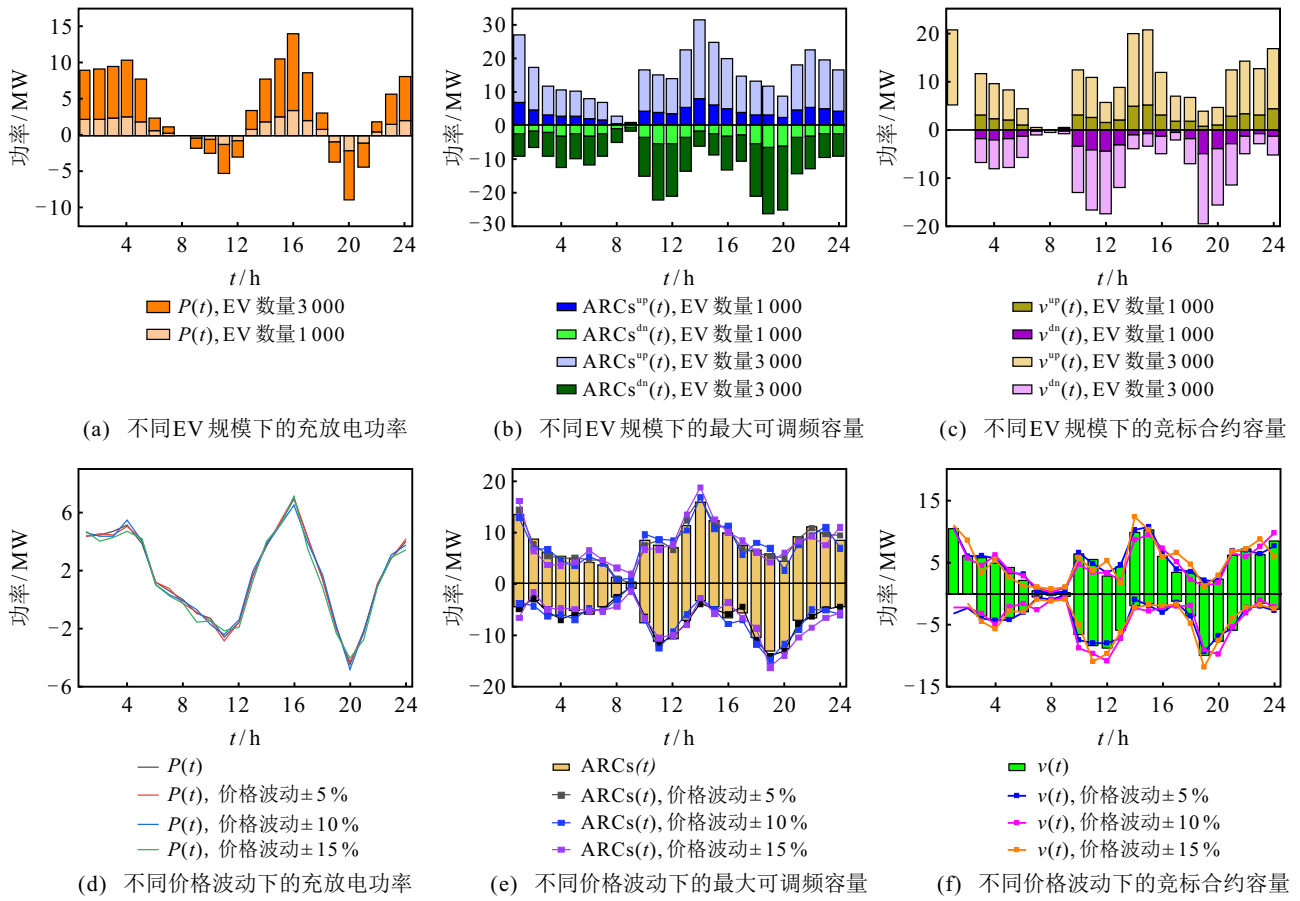 15
10
5
0
−5
−10
功率/MW
4 8 12 16 20 24
t/h
P(t), EV 数量3 000
P(t), EV 数量1 000
(a) 不同EV 规模下的充放电功率
30
20
10
0
−10
−20
−30
功率/MW
4 8 12 16 20 24
t/h
ARCsᵘᵖ(t), EV 数量1 000
ARCsᵈⁿ(t), EV 数量1 000
ARCsᵘᵖ(t), EV 数量3 000
ARCsᵈⁿ(t), EV 数量3 000
(b) 不同EV 规模下的最大可调频容量
20
10
0
−10
−20
功率/MW
4 8 12 16 20 24
t/h
vᵘᵖ(t), EV 数量1 000
vᵈⁿ(t), EV 数量1 000
vᵘᵖ(t), EV 数量3 000
vᵈⁿ(t), EV 数量3 000
(c) 不同EV 规模下的竞标合约容量
6
2
−2
−6
功率/MW
4 8 12 16 20 24
t/h
P(t)
P(t), 价格波动±5%
P(t), 价格波动±10%
P(t), 价格波动±15%
(d) 不同价格波动下的充放电功率
20
10
0
−10
−20
功率/MW
4 8 12 16 20 24
t/h
ARCs(t)
ARCs(t), 价格波动±5%
ARCs(t), 价格波动±10%
ARCs(t), 价格波动±15%
(e) 不同价格波动下的最大可调频容量
15
5
−5
−15
功率/MW
4 8 12 16 20 24
t/h
v(t)
v(t), 价格波动±5%
v(t), 价格波动±10%
v(t), 价格波动±15%
(f) 不同价格波动下的竞标合约容量